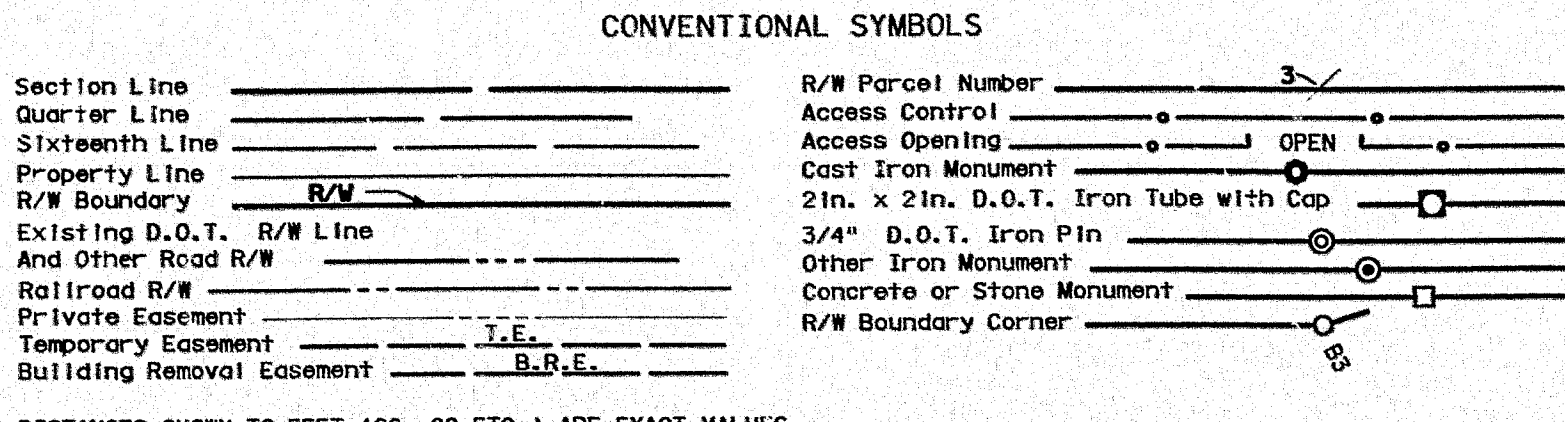 CONVENTIONAL SYMBOLS
Section Line
Quarter Line
Sixteenth Line
Property Line
R/W Boundary R/W
Existing D.O.T. R/W Line
And Other Road R/W
Railroad R/W
Private Easement
Temporary Easement T.E.
Building Removal Easement B.R.E.
R/W Parcel Number 3
Access Control
Access Opening OPEN
Cast Iron Monument
2in. x 2in. D.O.T. Iron Tube with Cap
3/4" D.O.T. Iron Pin
Other Iron Monument
Concrete or Stone Monument
R/W Boundary Corner
B3